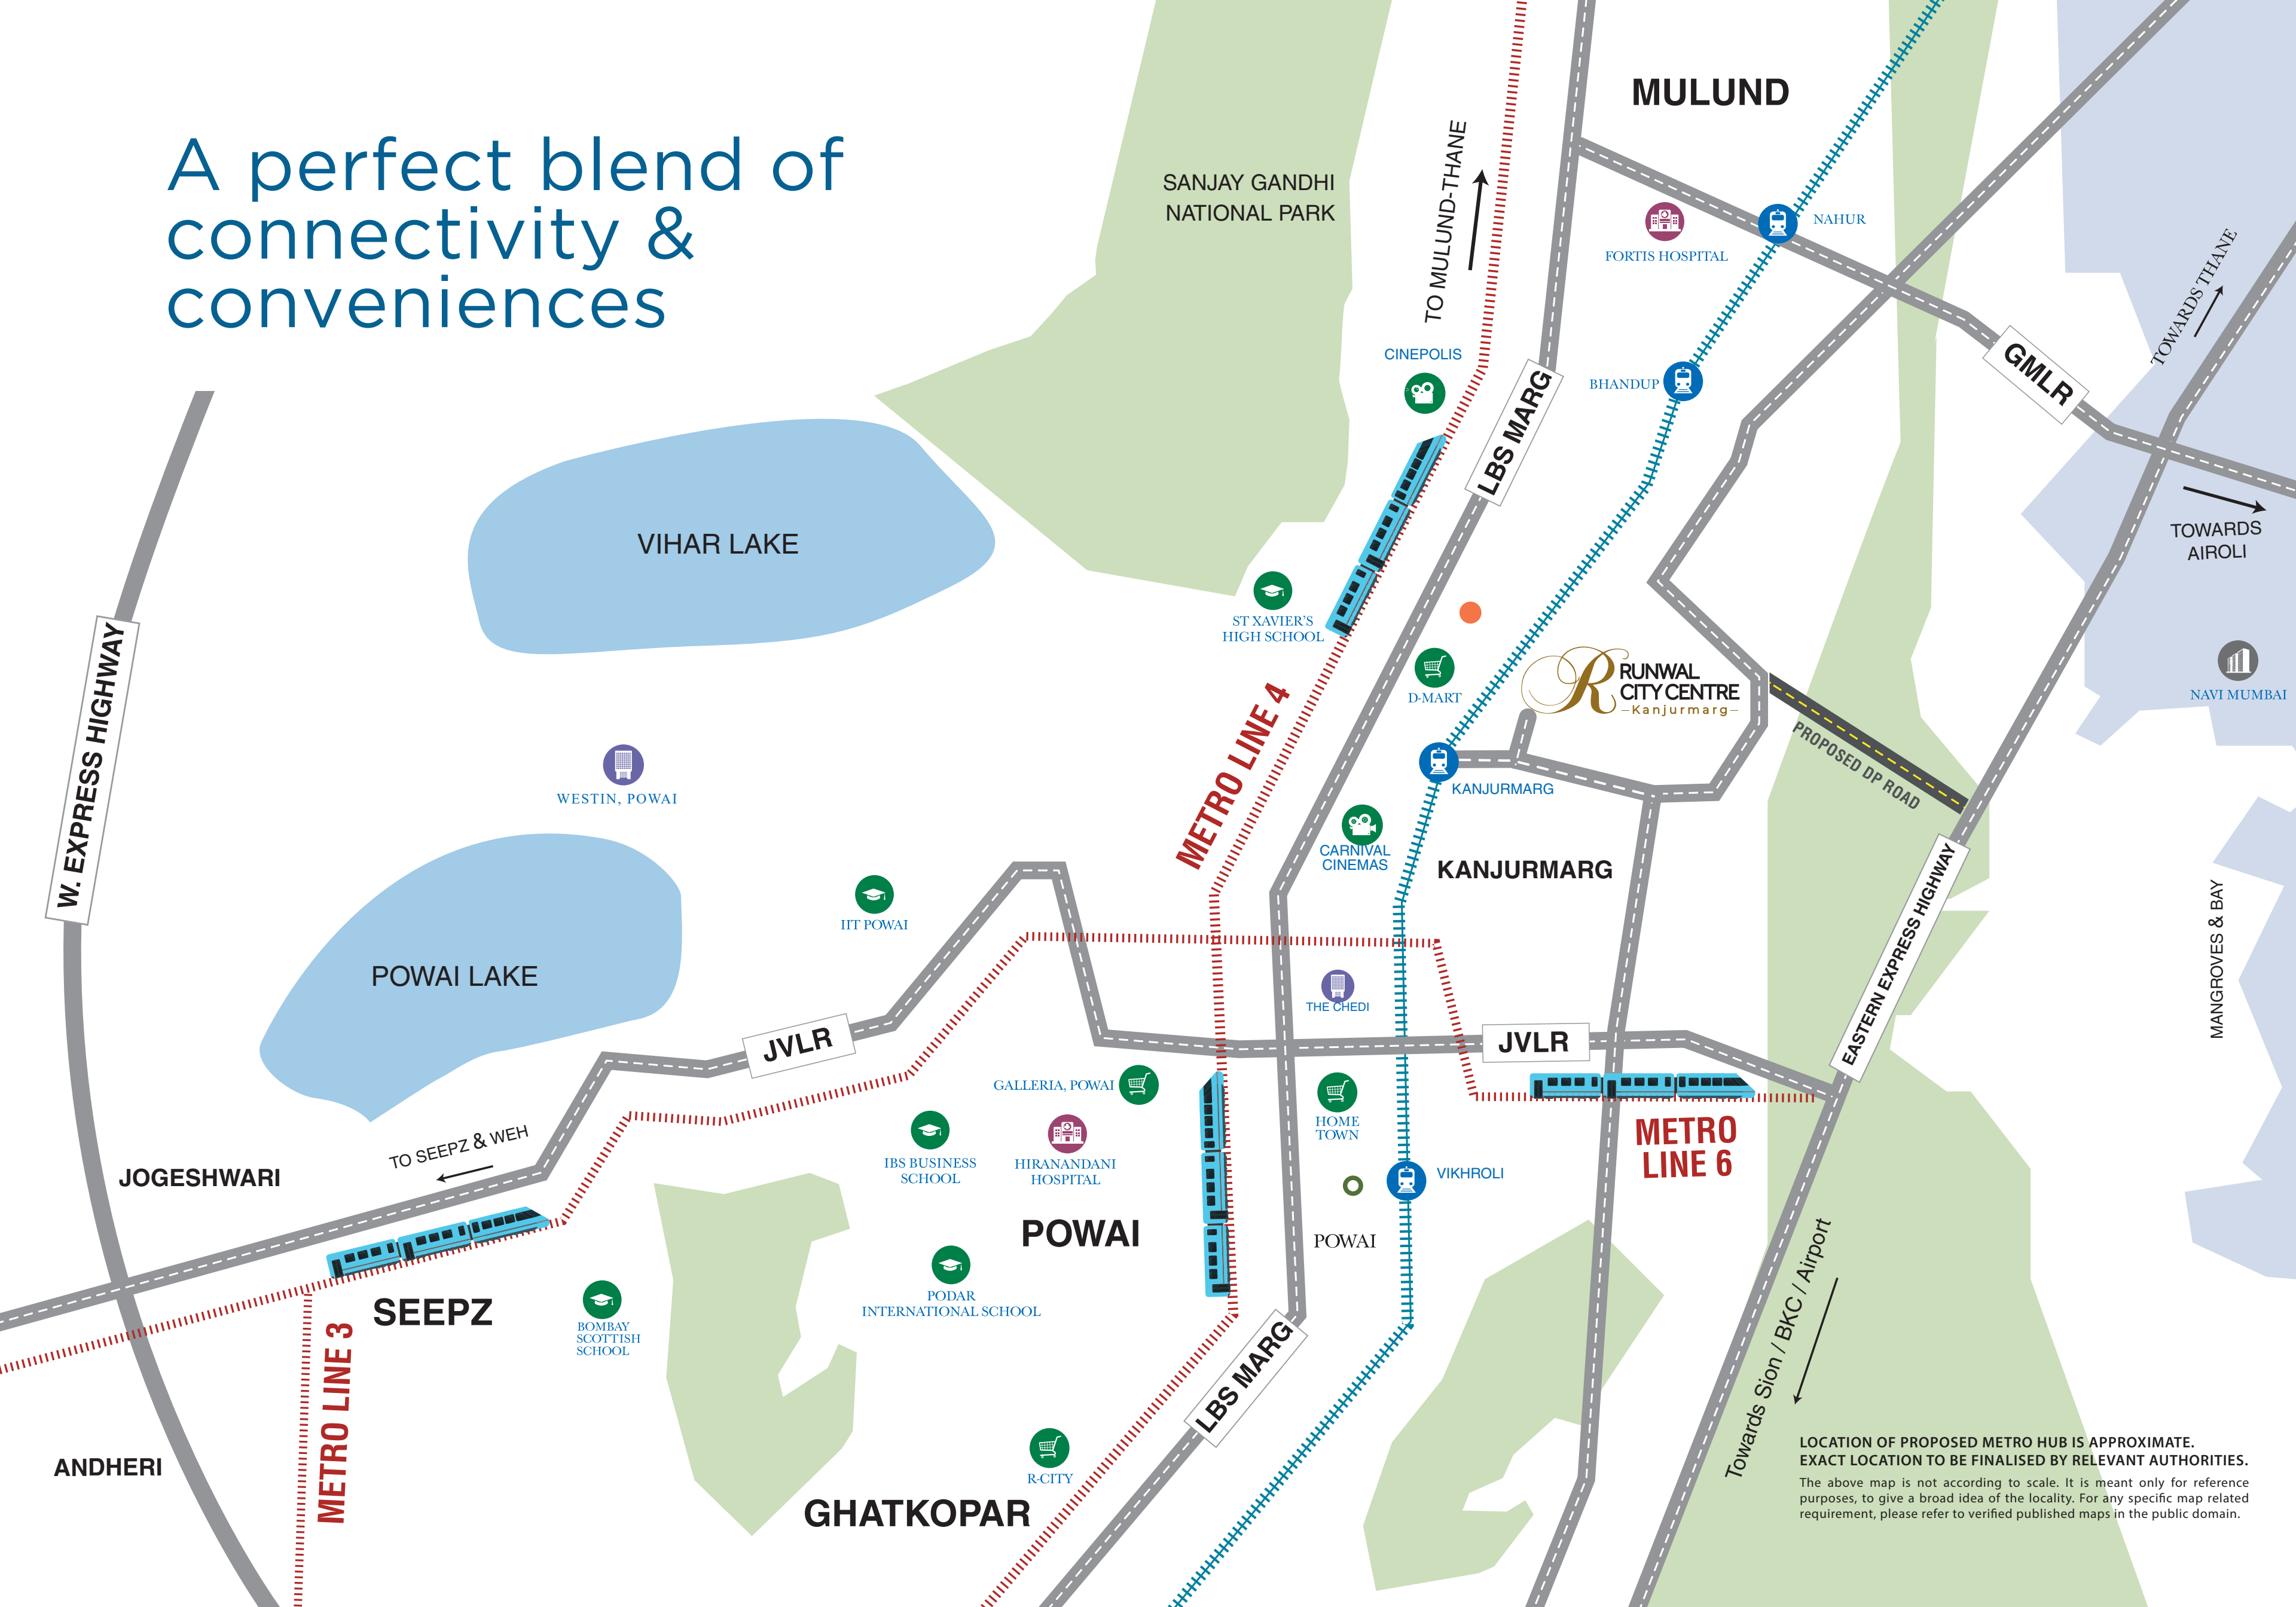 A perfect blend of
connectivity &
conveniences
MULUND
SANJAY GANDHI
NATIONAL PARK
TO MULUND-THANE
FORTIS HOSPITAL
NAHUR
TOWARDS THANE
CINEPOLIS
BHANDUP
LBS MARG
GMLR
TOWARDS
AIROLI
VIHAR LAKE
ST XAVIER'S
HIGH SCHOOL
D-MART
R RUNWAL
CITY CENTRE
Kanjurmarg
NAVI MUMBAI
W. EXPRESS HIGHWAY
METRO LINE 4
PROPOSED DP ROAD
WESTIN, POWAI
KANJURMARG
CARNIVAL
CINEMAS
KANJURMARG
IIT POWAI
EASTERN EXPRESS HIGHWAY
MANGROVES & BAY
POWAI LAKE
THE CHEDI
JVLR
JVLR
GALLERIA, POWAI
HOME
TOWN
METRO
LINE 6
TO SEEPZ & WEH
IBS BUSINESS
SCHOOL
HIRANANDANI
HOSPITAL
VIKHROLI
JOGESHWARI
POWAI
POWAI
PODAR
INTERNATIONAL SCHOOL
SEEPZ
BOMBAY
SCOTTISH
SCHOOL
METRO LINE 3
LBS MARG
Towards Sion / BKC / Airport
ANDHERI
R-CITY
GHATKOPAR
LOCATION OF PROPOSED METRO HUB IS APPROXIMATE.
EXACT LOCATION TO BE FINALISED BY RELEVANT AUTHORITIES.
The above map is not according to scale. It is meant only for reference
purposes, to give a broad idea of the locality. For any specific map related
requirement, please refer to verified published maps in the public domain.